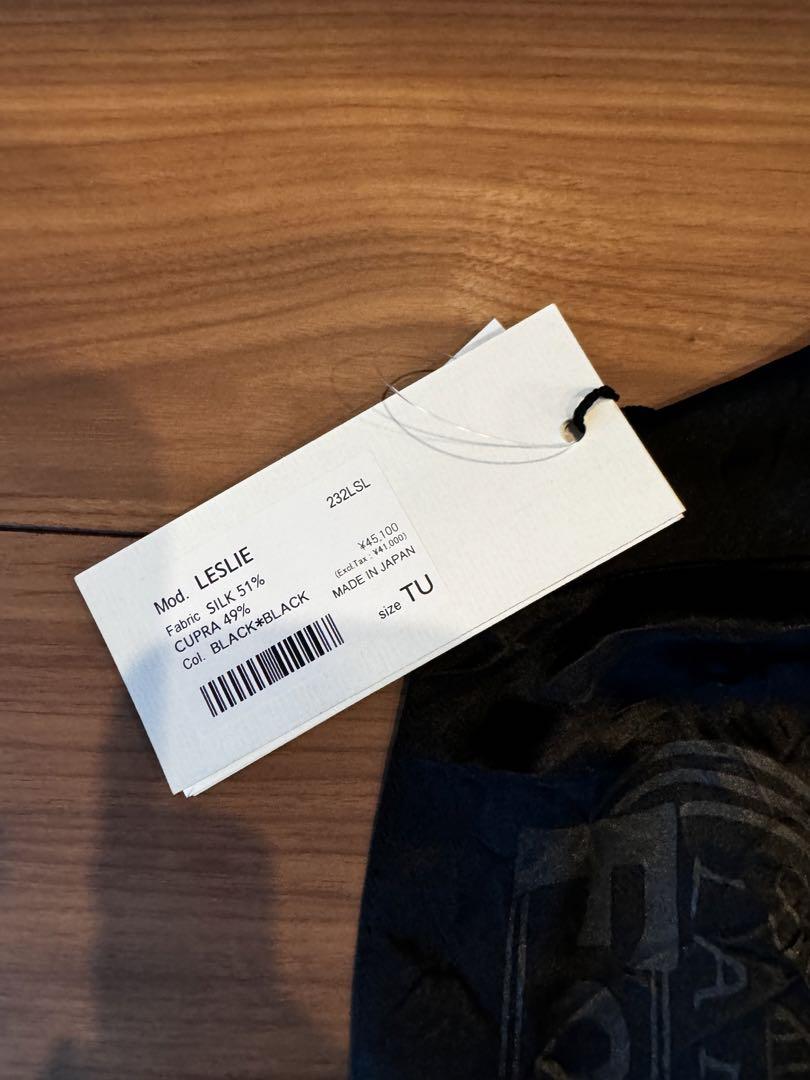 232LSL
Mod. LESLIE
¥45,100
(Excl.Tax : ¥41,000)
Fabric SILK 51%
CUPRA 49%
MADE IN JAPAN
Col. BLACK*BLACK
size TU